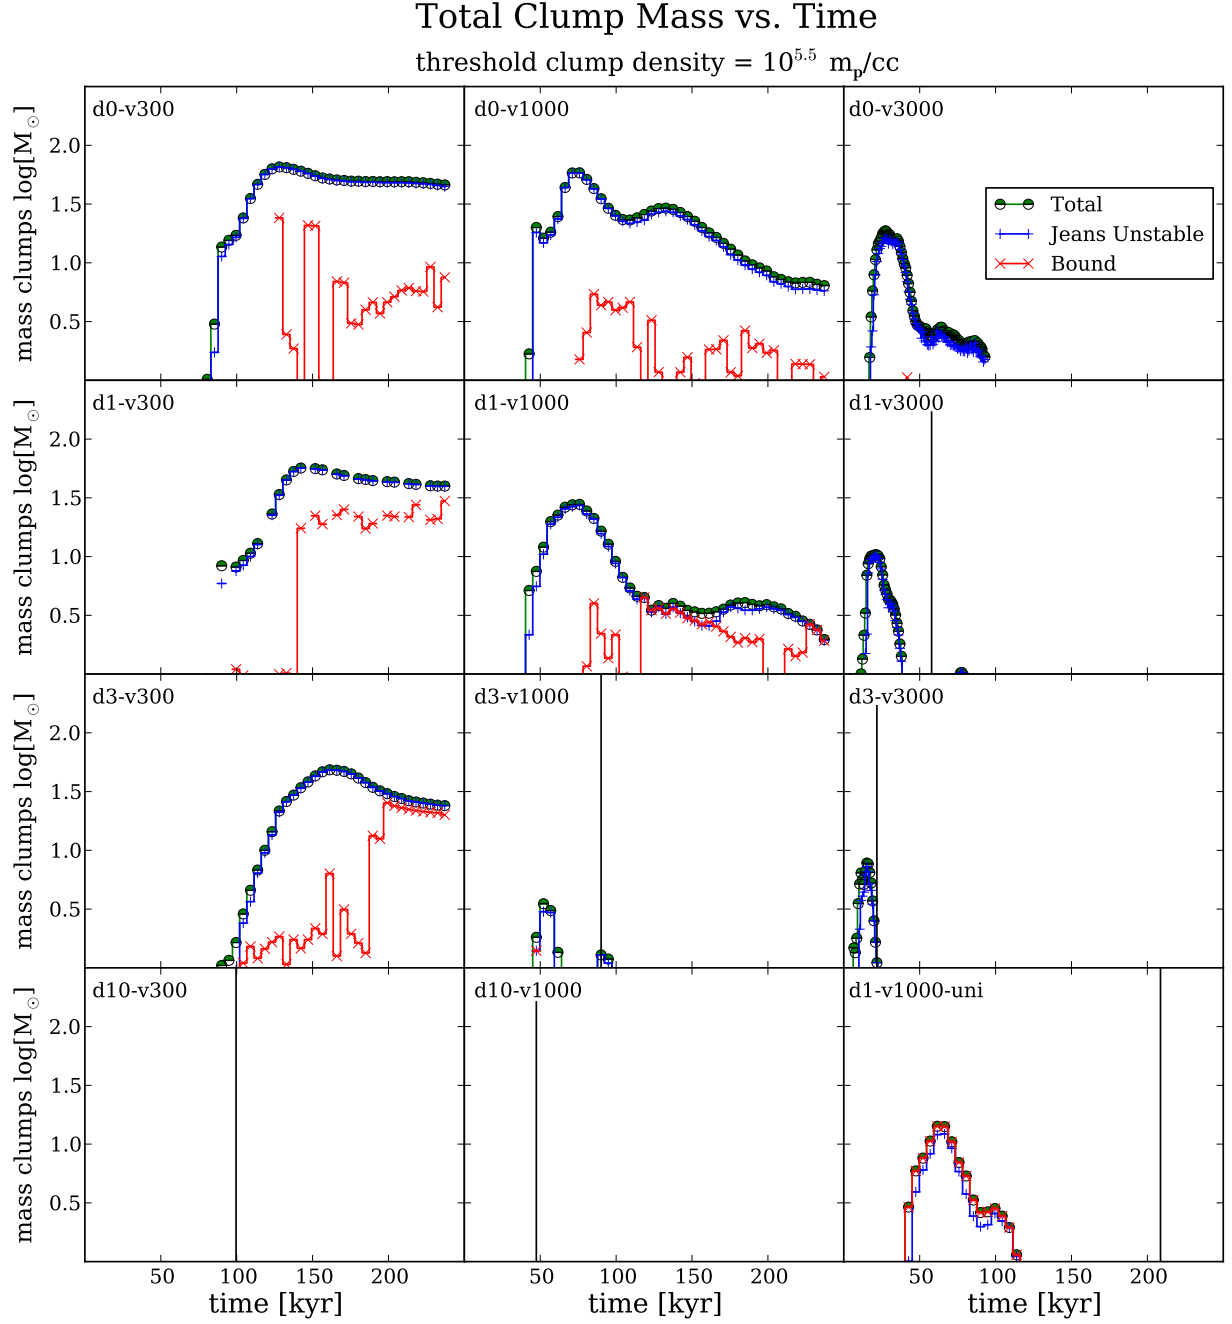 Total Clump Mass vs. Time
threshold clump density = 10^5.5 m_p/cc
d0-v300 d0-v1000 d0-v3000
mass clumps log[M⊙]
2.0
1.5
1.0
0.5
Total
Jeans Unstable
Bound
d1-v300 d1-v1000 d1-v3000
mass clumps log[M⊙]
2.0
1.5
1.0
0.5
d3-v300 d3-v1000 d3-v3000
mass clumps log[M⊙]
2.0
1.5
1.0
0.5
d10-v300 d10-v1000 d1-v1000-uni
mass clumps log[M⊙]
2.0
1.5
1.0
0.5
50 100 150 200 50 100 150 200 50 100 150 200
time [kyr] time [kyr] time [kyr]